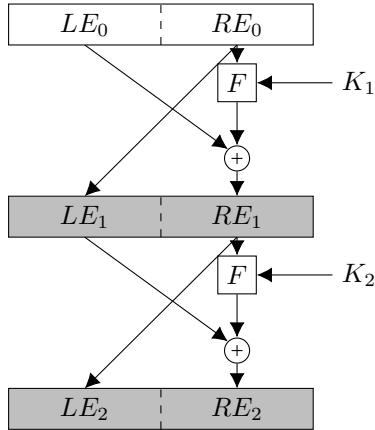 LE₀ RE₀
F K₁
+
LE₁ RE₁
F K₂
+
LE₂ RE₂